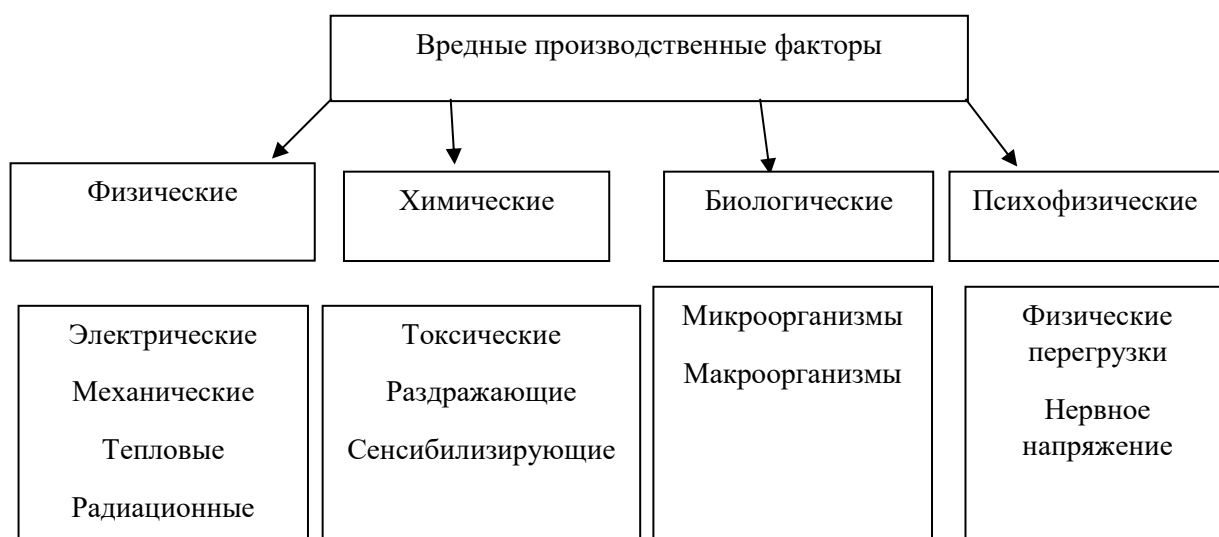 Вредные производственные факторы
Физические
Химические
Биологические
Психофизические
Электрические
Механические
Тепловые
Радиационные
Токсические
Раздражающие
Сенсибилизирующие
Микроорганизмы
Макроорганизмы
Физические
перегрузки
Нервное
напряжение